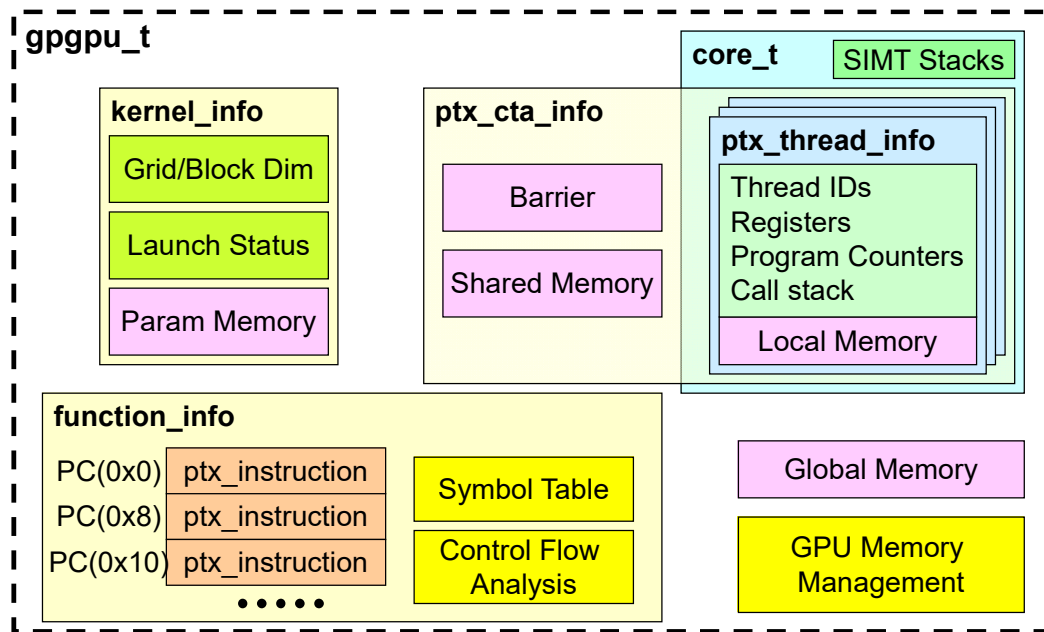 gpgpu_t
kernel_info
Grid/Block Dim
Launch Status
Param Memory
ptx_cta_info
Barrier
Shared Memory
core_t
SIMT Stacks
ptx_thread_info
Thread IDs
Registers
Program Counters
Call stack
Local Memory
function_info
PC(0x0) ptx_instruction
PC(0x8) ptx_instruction
PC(0x10) ptx_instruction
Symbol Table
Control Flow
Analysis
Global Memory
GPU Memory
Management